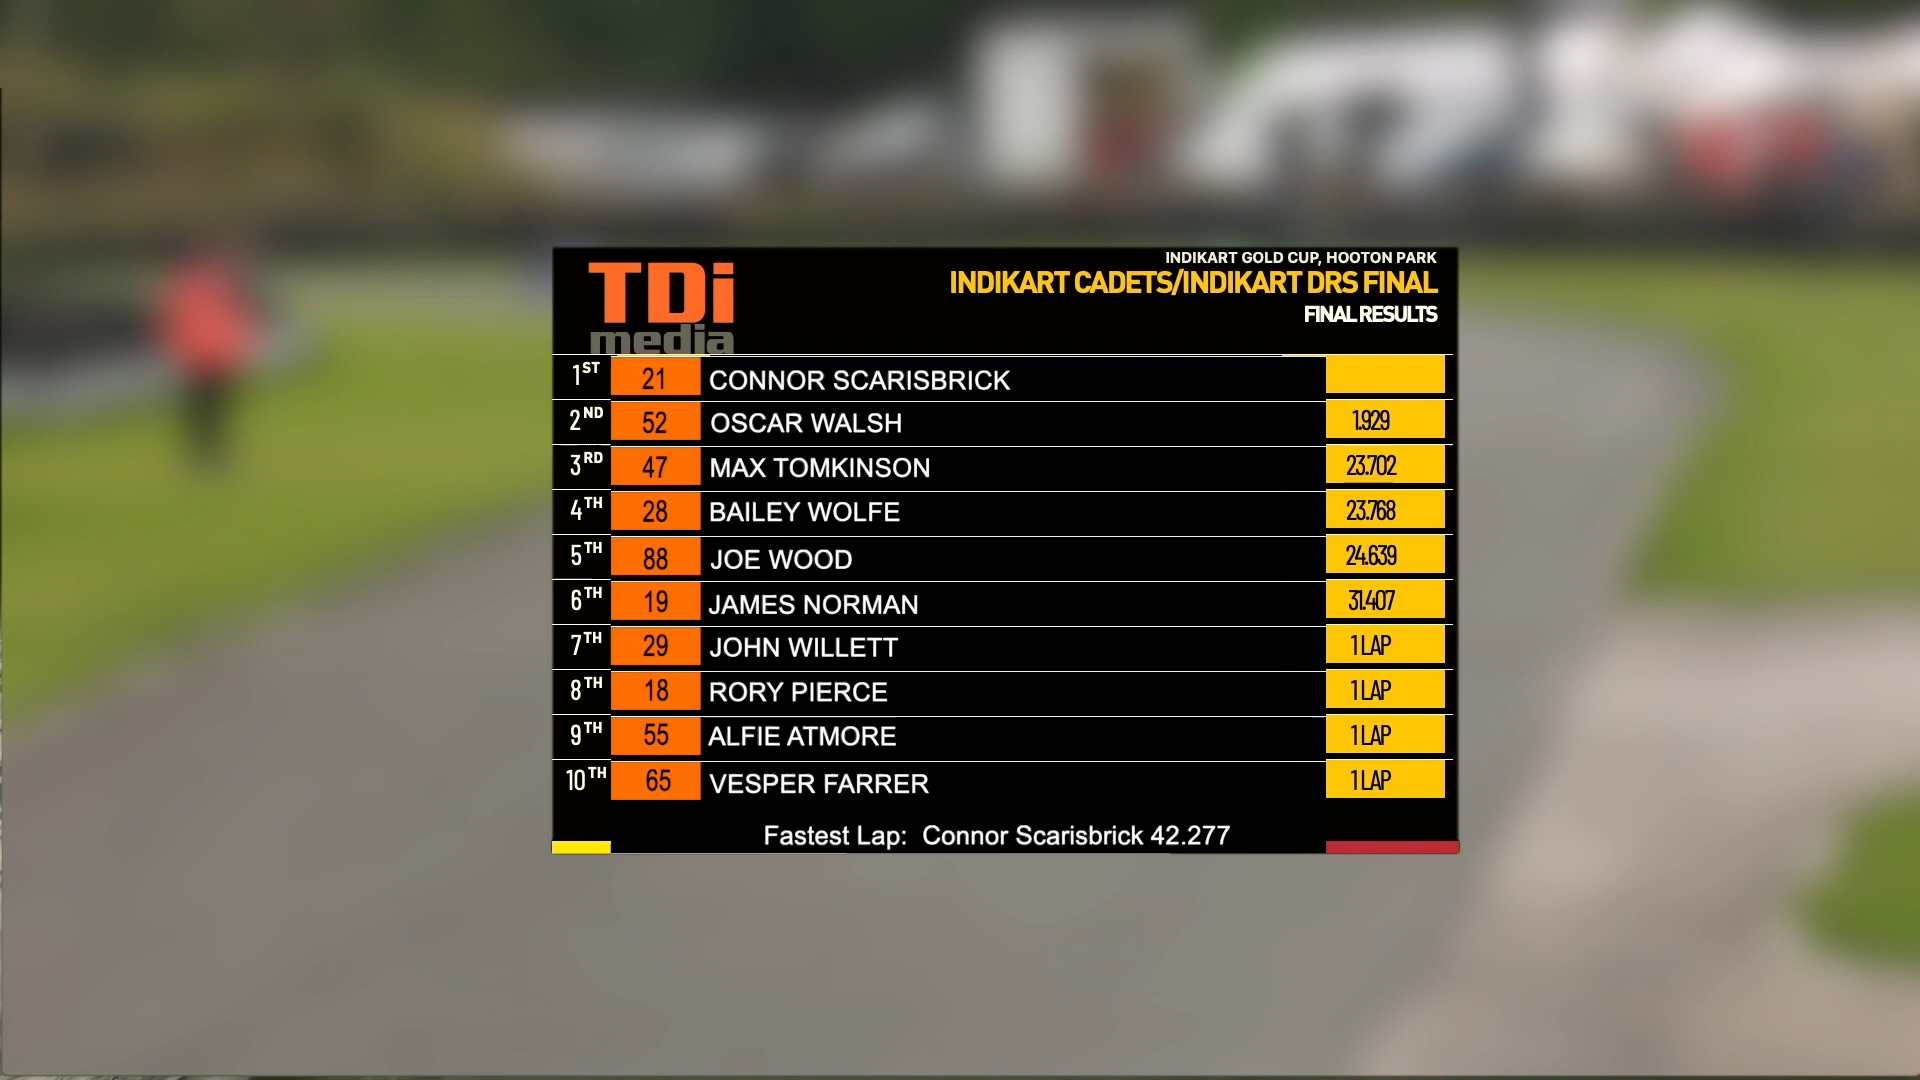 TDi
media
INDIKART GOLD CUP, HOOTON PARK
INDIKART CADETS/INDIKART DRS FINAL
FINAL RESULTS
1ST 21 CONNOR SCARISBRICK
2ND 52 OSCAR WALSH 1.929
3RD 47 MAX TOMKINSON 23.702
4TH 28 BAILEY WOLFE 23.768
5TH 88 JOE WOOD 24.639
6TH 19 JAMES NORMAN 31.407
7TH 29 JOHN WILLETT 1 LAP
8TH 18 RORY PIERCE 1 LAP
9TH 55 ALFIE ATMORE 1 LAP
10TH 65 VESPER FARRER 1 LAP
Fastest Lap: Connor Scarisbrick 42.277